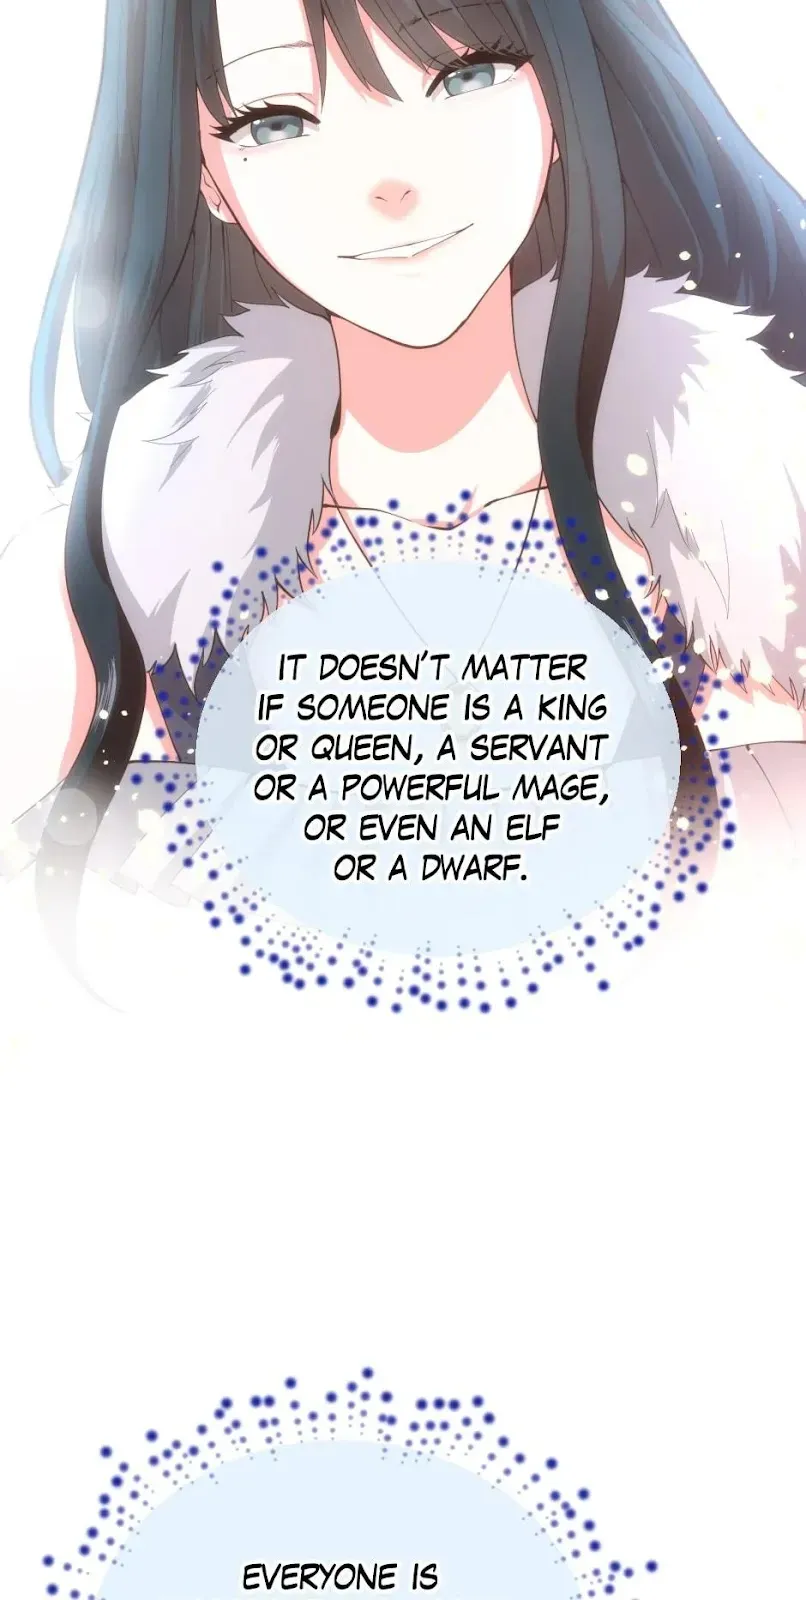 IT DOESN'T MATTER
IF SOMEONE IS A KING
OR QUEEN, A SERVANT
OR A POWERFUL MAGE,
OR EVEN AN ELF
OR A DWARF.
EVERYONE IS